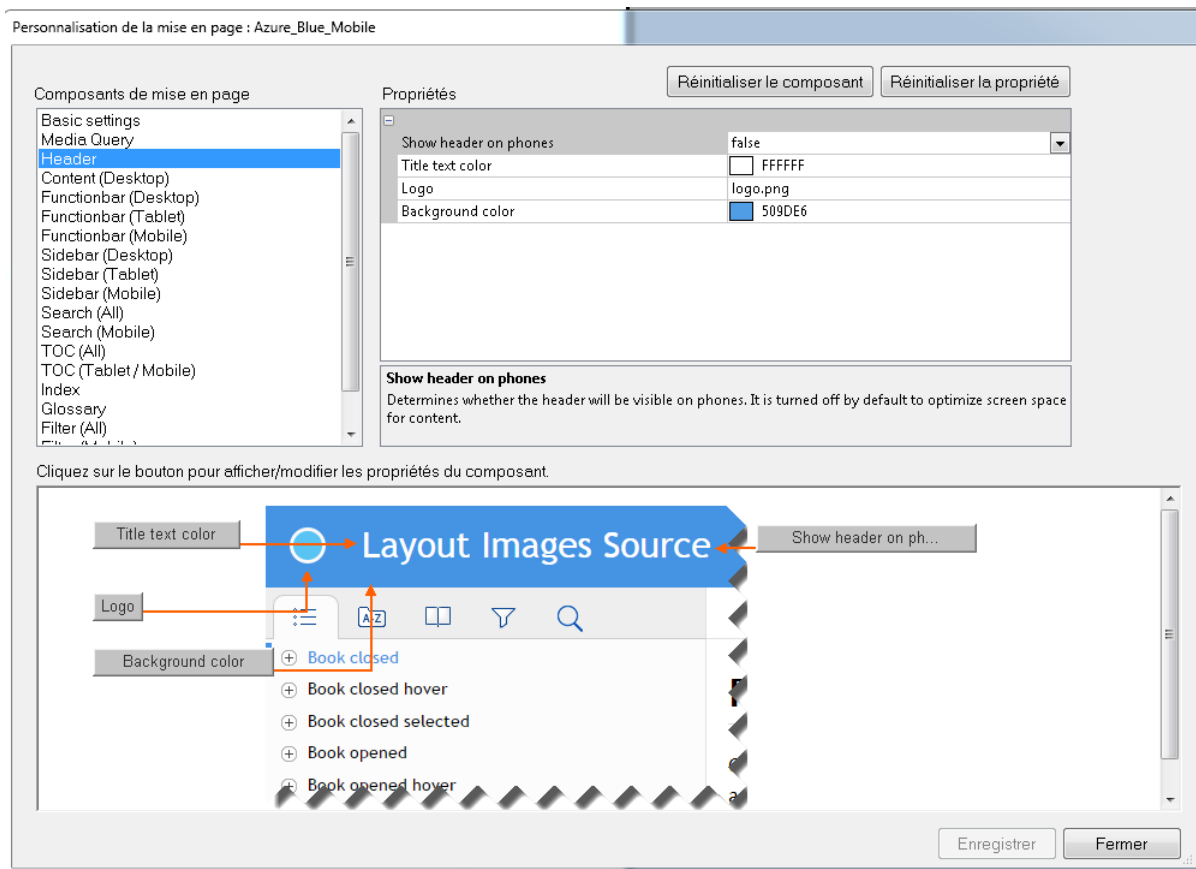 Personnalisation de la mise en page : Azure_Blue_Mobile
Réinitialiser le composant
Réinitialiser la propriété
Composants de mise en page
Propriétés
Basic settings
Media Query
Header
Content (Desktop)
Functionbar (Desktop)
Functionbar (Tablet)
Functionbar (Mobile)
Sidebar (Desktop)
Sidebar (Tablet)
Sidebar (Mobile)
Search (All)
Search (Mobile)
TOC (All)
TOC (Tablet / Mobile)
Index
Glossary
Filter (All)
Show header on phones false
Title text color FFFFFF
Logo logo.png
Background color 509DE6
Show header on phones
Determines whether the header will be visible on phones. It is turned off by default to optimize screen space
for content.
Cliquez sur le bouton pour afficher/modifier les propriétés du composant.
Title text color
Layout Images Source
Show header on ph...
Logo
A-Z
Background color
Book closed
Book closed hover
Book closed selected
Book opened
Book opened hover
Enregistrer
Fermer